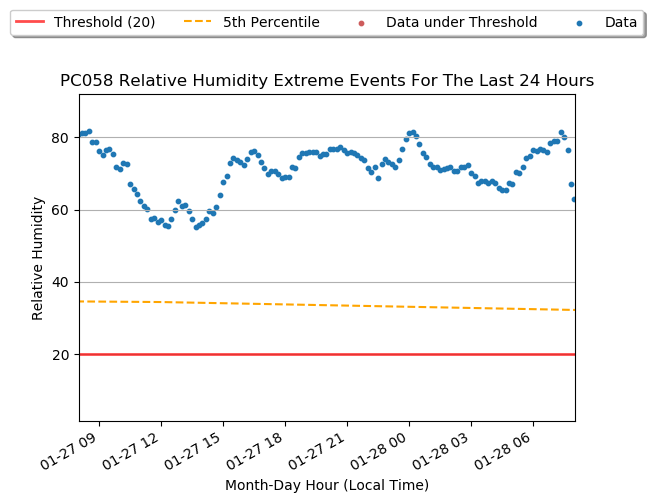 Threshold (20) 5th Percentile Data under Threshold Data
PC058 Relative Humidity Extreme Events For The Last 24 Hours
80
60
40
20
Relative Humidity
01-27 09 01-27 12 01-27 15 01-27 18 01-27 21 01-28 00 01-28 03 01-28 06
Month-Day Hour (Local Time)